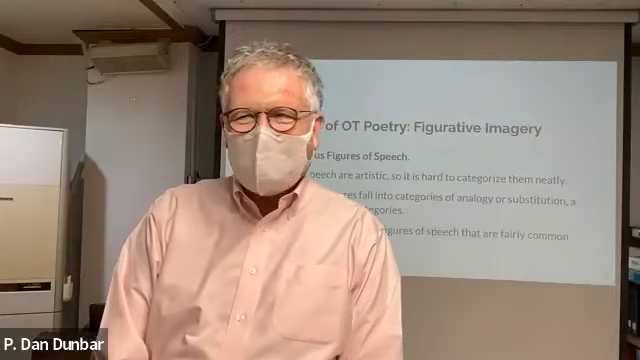 of OT Poetry: Figurative Imagery
us Figures of Speech.
peech are artistic, so it is hard to categorize them neatly.
res fall into categories of analogy or substitution, a
egories.
figures of speech that are fairly common
P. Dan Dunbar